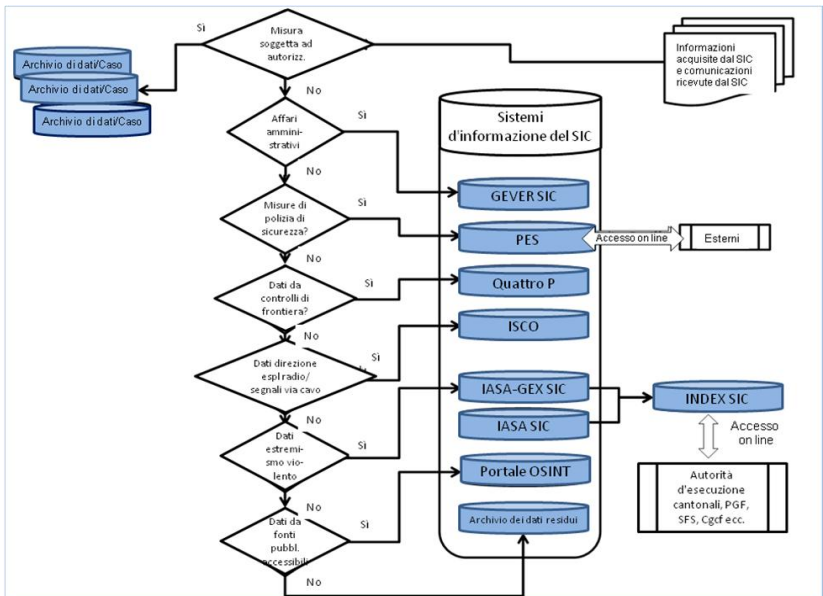 Sì
Misura
soggetta ad
autorizz.
Informazioni
acquisite dal SIC
e comunicazioni
ricevute dal SIC
Archivio di dati/Caso
Archivio di dati/Caso
Archivio di dati/Caso
No
Affari
ammini-
strativi
Sì
Sistemi
d'informazione del SIC
No
GEVER SIC
Misure di
polizia di
sicurezza?
Sì
PES
Accesso on line
Esterni
No
Dati da
controlli di
frontiera?
Sì
Quattro P
No
ISCO
Dati direzione
espl radio/
segnali via cavo
Sì
No
IASA-GEX SIC
INDEX SIC
IASA SIC
Accesso
on line
Dati
estremi-
smo vio-
lento
Sì
Portale OSINT
Autorità
d'esecuzione
cantonali, PGF,
SFS, Cgcf ecc.
No
Dati da
fonti
pubbl.
accessibili
Sì
Archivio dei dati residui
No